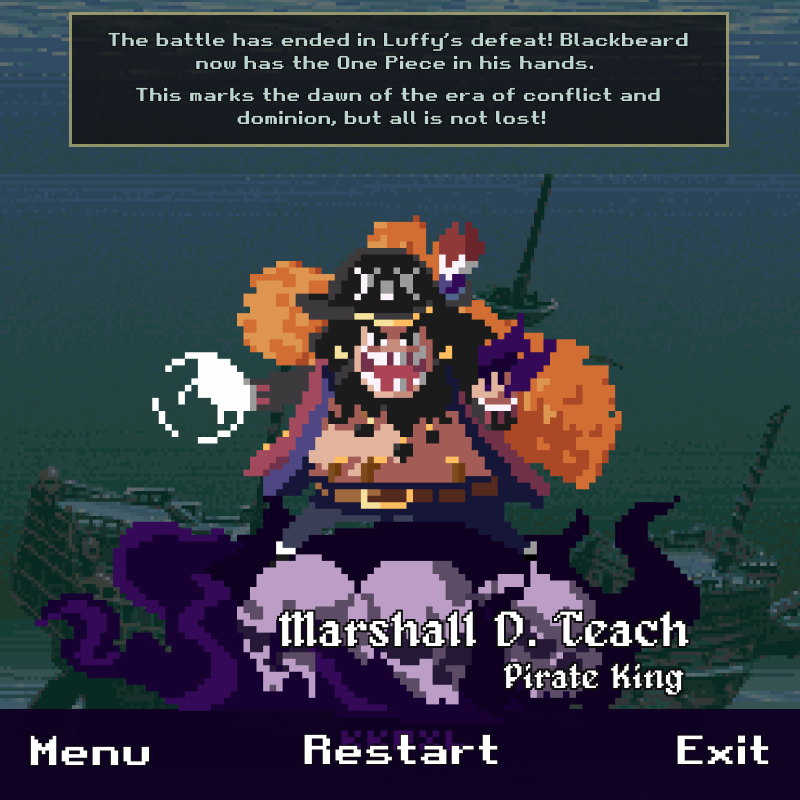 The battle has ended in Luffy's defeat! Blackbeard
now has the One Piece in his hands.
This marks the dawn of the era of conflict and
dominion, but all is not lost!
Marshall D. Teach
Pirate King
Menu
Restart
Exit